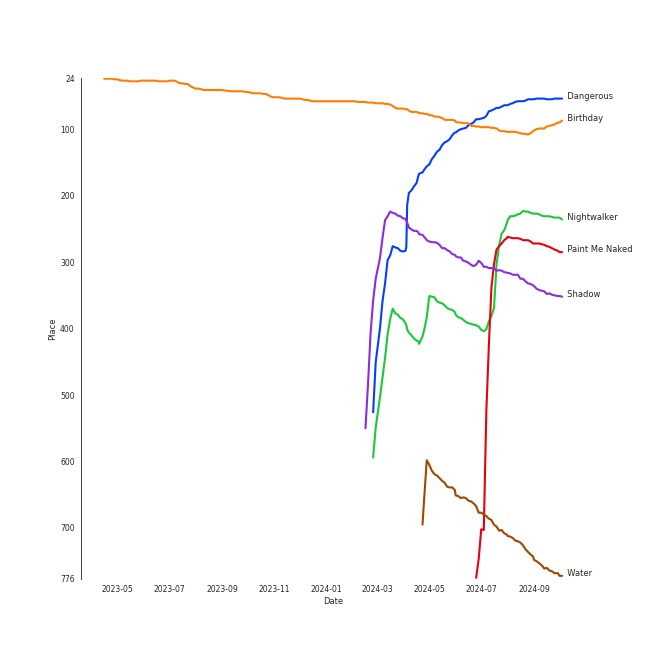 24
100
200
300
400
500
600
700
776
Place
2023-05
2023-07
2023-09
2023-11
2024-01
2024-03
2024-05
2024-07
2024-09
Date
Dangerous
Birthday
Nightwalker
Paint Me Naked
Shadow
Water